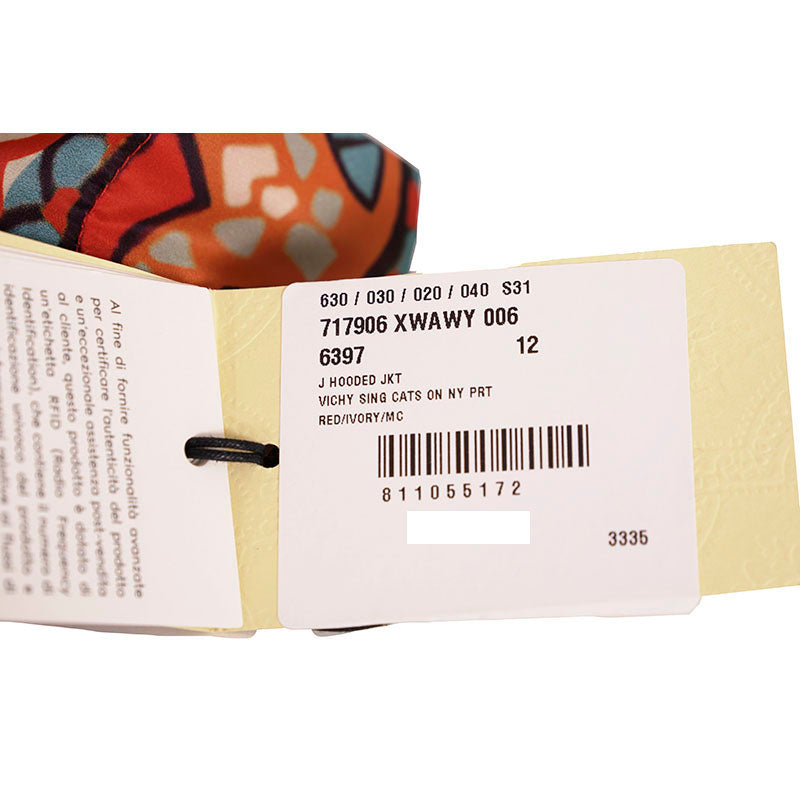 630 / 030 / 020 / 040 S31
717906 XWAWY 006
6397 12
J HOODED JKT
VICHY SING CATS ON NY PRT
RED/IVORY/MC
811055172
3335
Al fine di fornire funzionalità avanzate
per certificare l'autenticità del prodotto
e un'eccezionale assistenza post-vendita
al cliente, questo prodotto è dotato di
un'etichetta RFID (Radio Frequency
Identification), che contiene il numero di
identificazione univoco del prodotto e